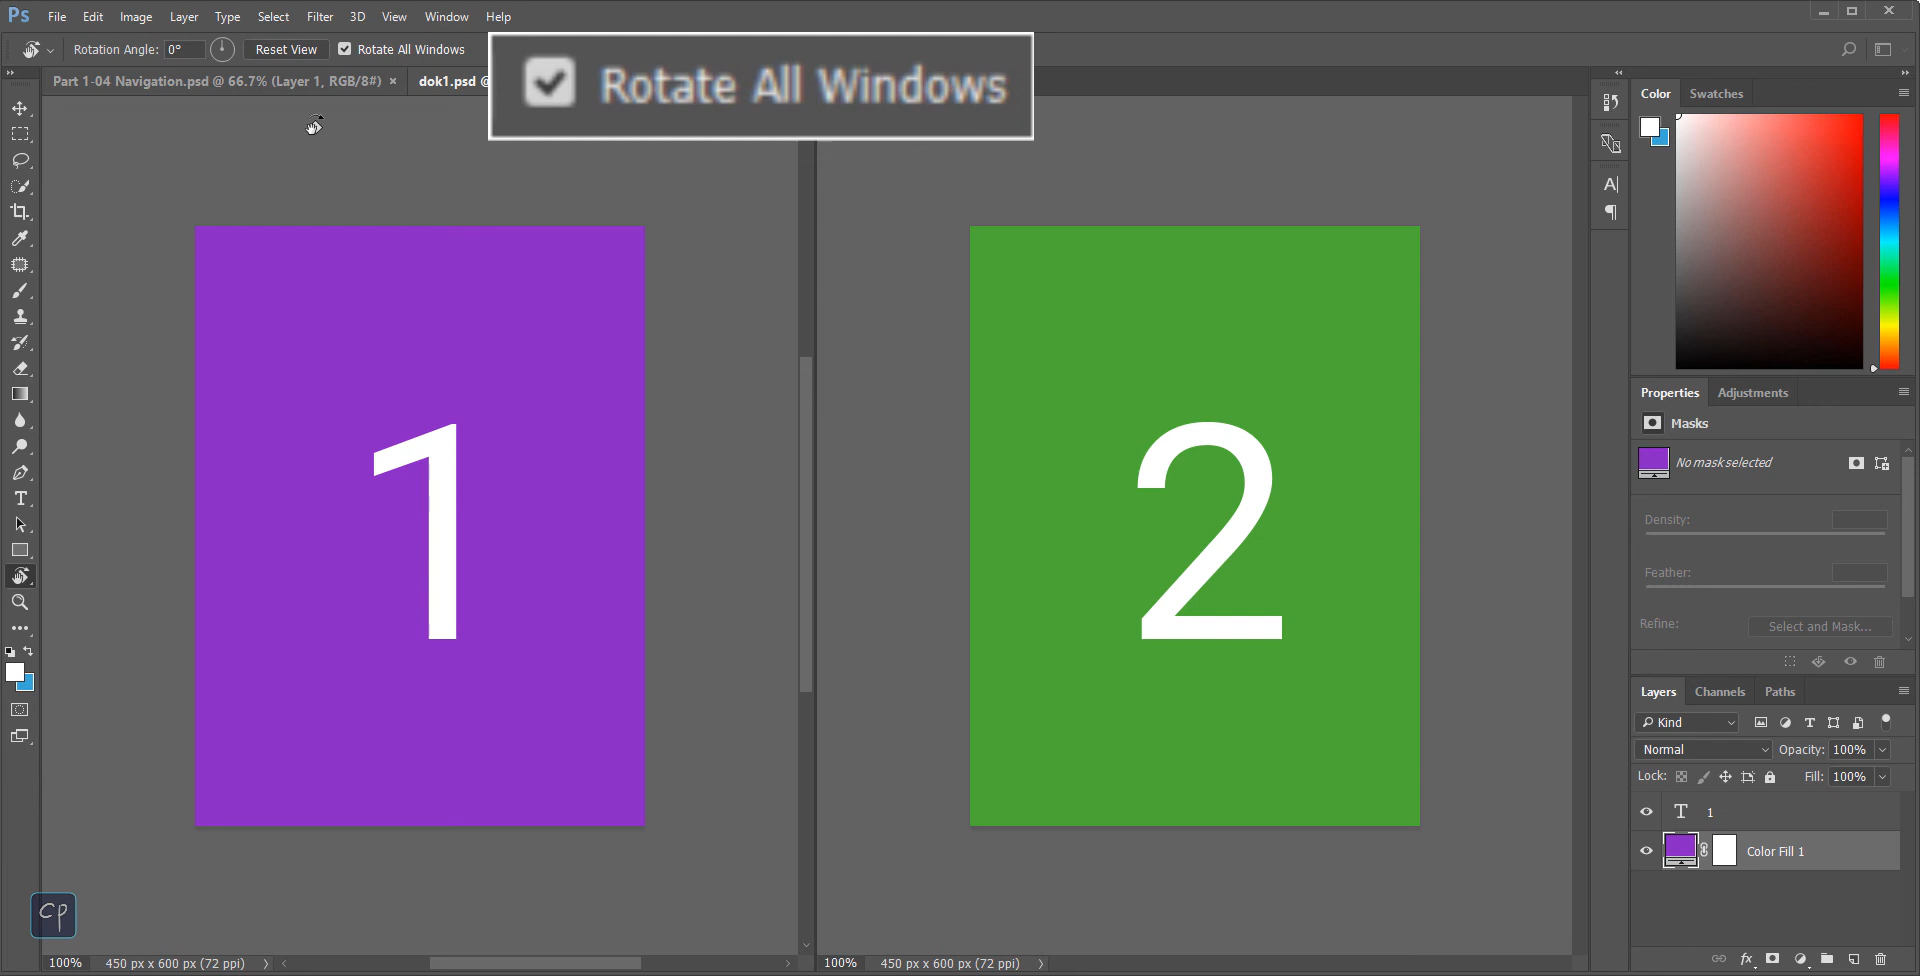 Ps File Edit Image Layer Type Select Filter 3D View Window Help
Rotation Angle: 0° Reset View Rotate All Windows
Rotate All Windows
Part 1-04 Navigation.psd @ 66.7% (Layer 1, RGB/8#) × dok1.psd @
Color Swatches
A|
¶
1
2
Properties Adjustments
Masks
No mask selected
Density:
Feather:
Refine: Select and Mask...
Layers Channels Paths
Kind
Normal Opacity: 100%
Lock: Fill: 100%
T 1
Color Fill 1
fx
cp
100% 450 px x 600 px (72 ppi)
100% 450 px x 600 px (72 ppi)